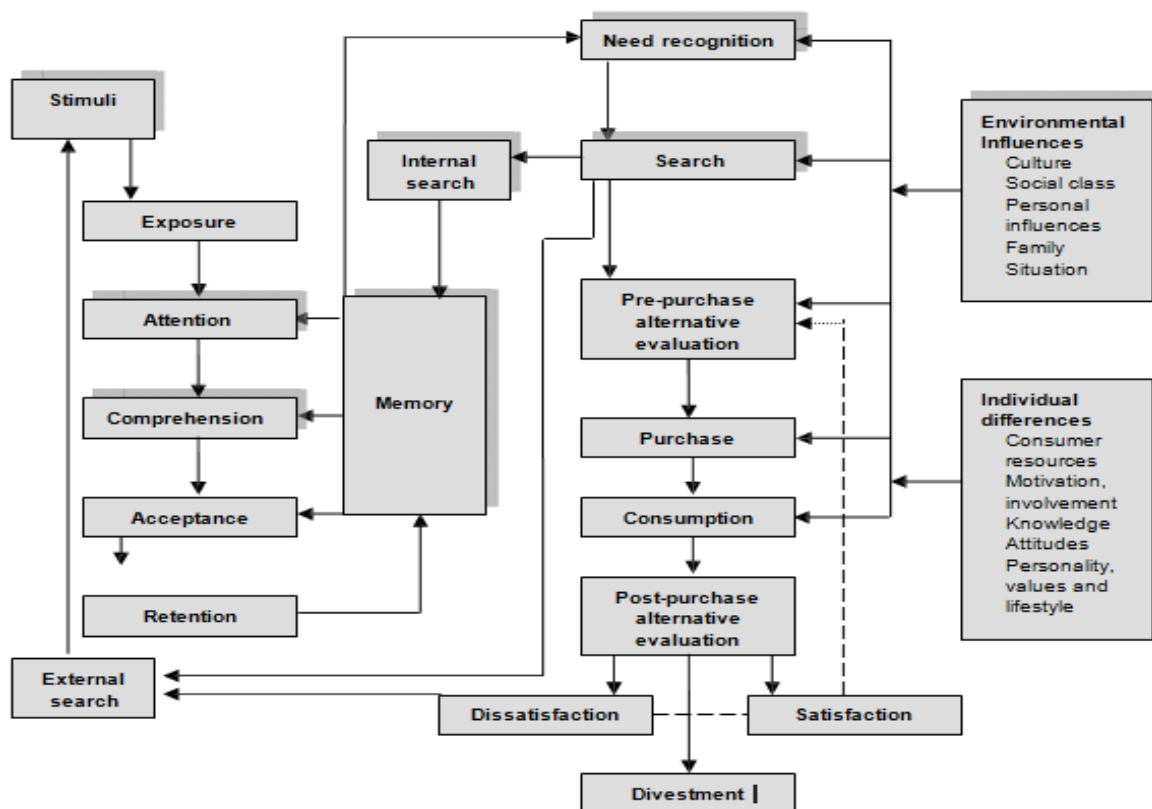 Need recognition
Stimuli
Internal
search
Search
Environmental
Influences
Culture
Social class
Personal
influences
Family
Situation
Exposure
Attention
Pre-purchase
alternative
evaluation
Memory
Comprehension
Purchase
Individual
differences
Consumer
resources
Motivation,
involvement
Knowledge
Attitudes
Personality,
values and
lifestyle
Acceptance
Consumption
Retention
Post-purchase
alternative
evaluation
External
search
Dissatisfaction
Satisfaction
Divestment